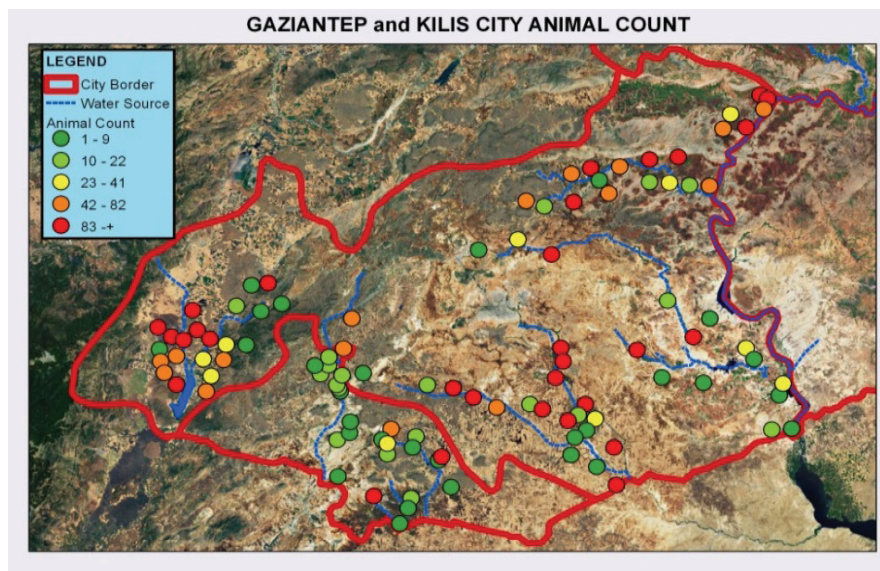 GAZIANTEP and KILIS CITY ANIMAL COUNT
LEGEND
City Border
Water Source
Animal Count
1 - 9
10 - 22
23 - 41
42 - 82
83 -+